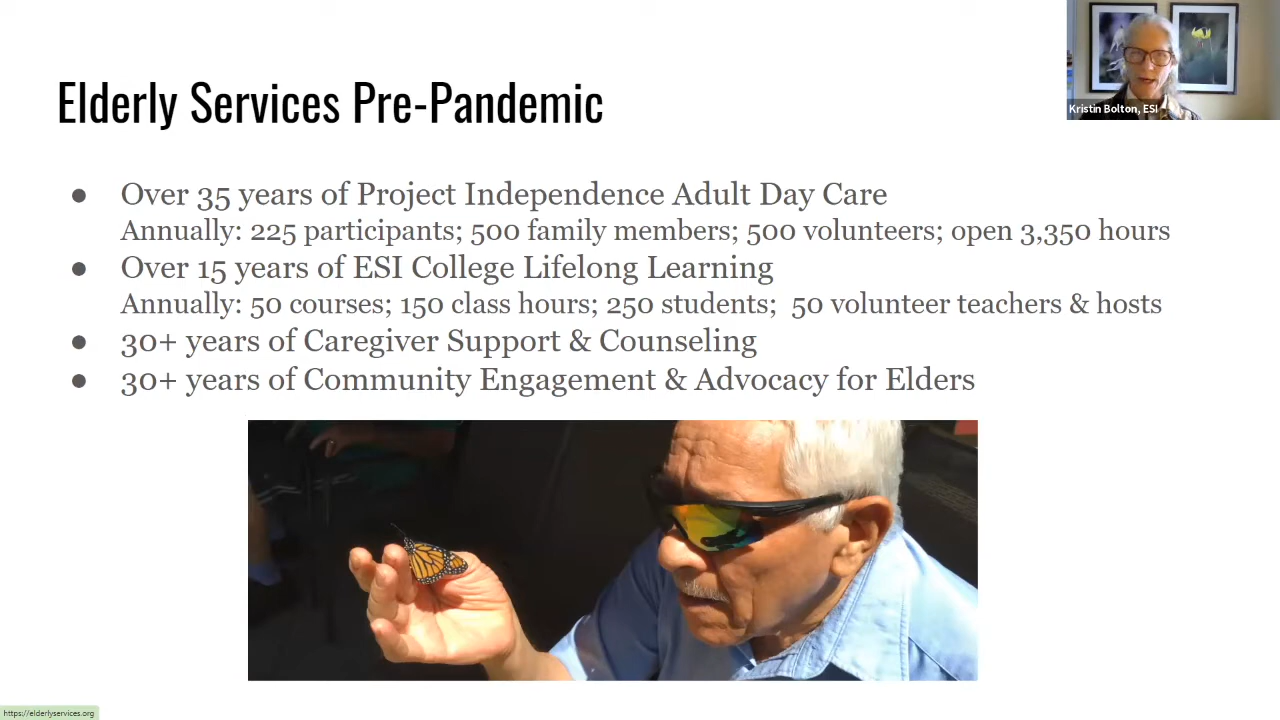 Elderly Services Pre-Pandemic
Kristin Bolton, ESI
● Over 35 years of Project Independence Adult Day Care
Annually: 225 participants; 500 family members; 500 volunteers; open 3,350 hours
● Over 15 years of ESI College Lifelong Learning
Annually: 50 courses; 150 class hours; 250 students;  50 volunteer teachers & hosts
● 30+ years of Caregiver Support & Counseling
● 30+ years of Community Engagement & Advocacy for Elders
https://elderlyservices.org